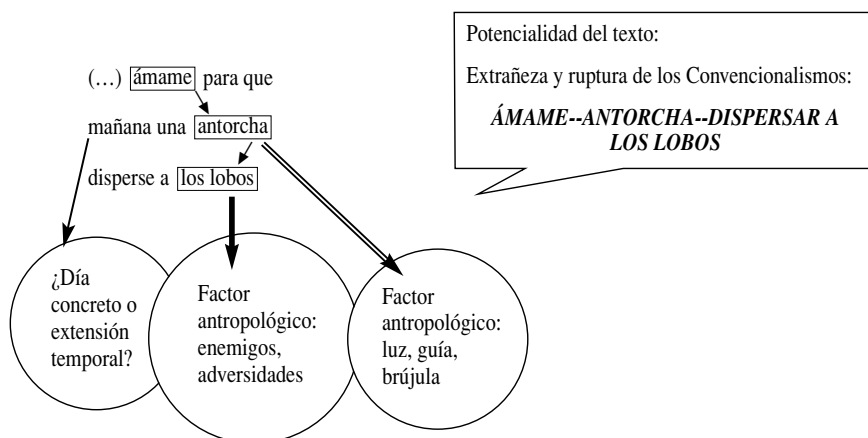 (…) ámame para que
mañana una antorcha
disperse a los lobos
¿Día
concreto o
extensión
temporal?
Factor
antropológico:
enemigos,
adversidades
Factor
antropológico:
luz, guía,
brújula
Potencialidad del texto:
Extrañeza y ruptura de los Convencionalismos:
ÁMAME--ANTORCHA--DISPERSAR A
LOS LOBOS